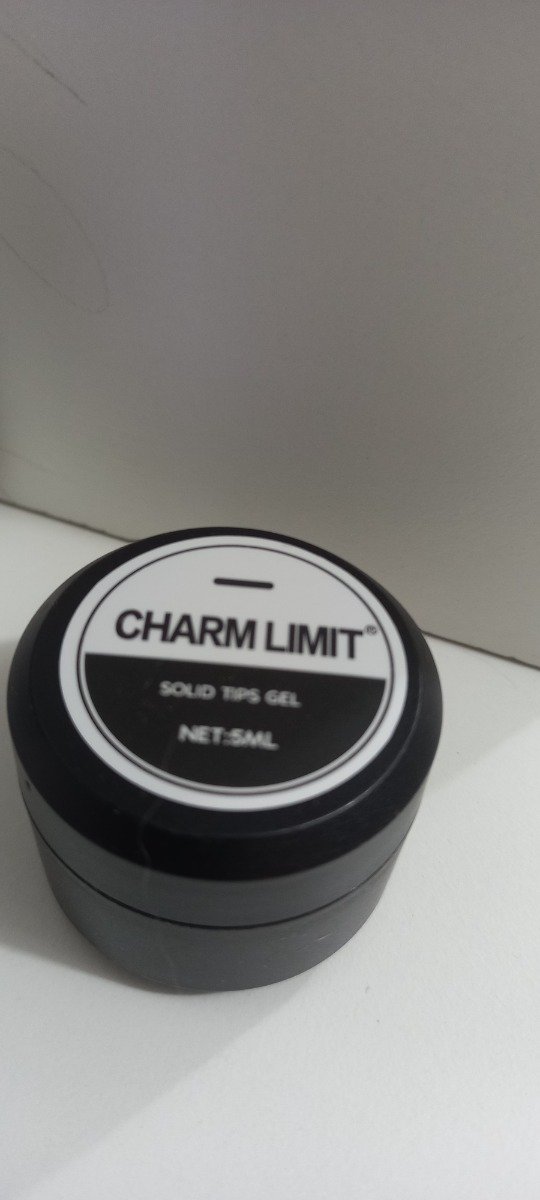 CHARM LIMIT®
SOLID TIPS GEL
NET:5ML